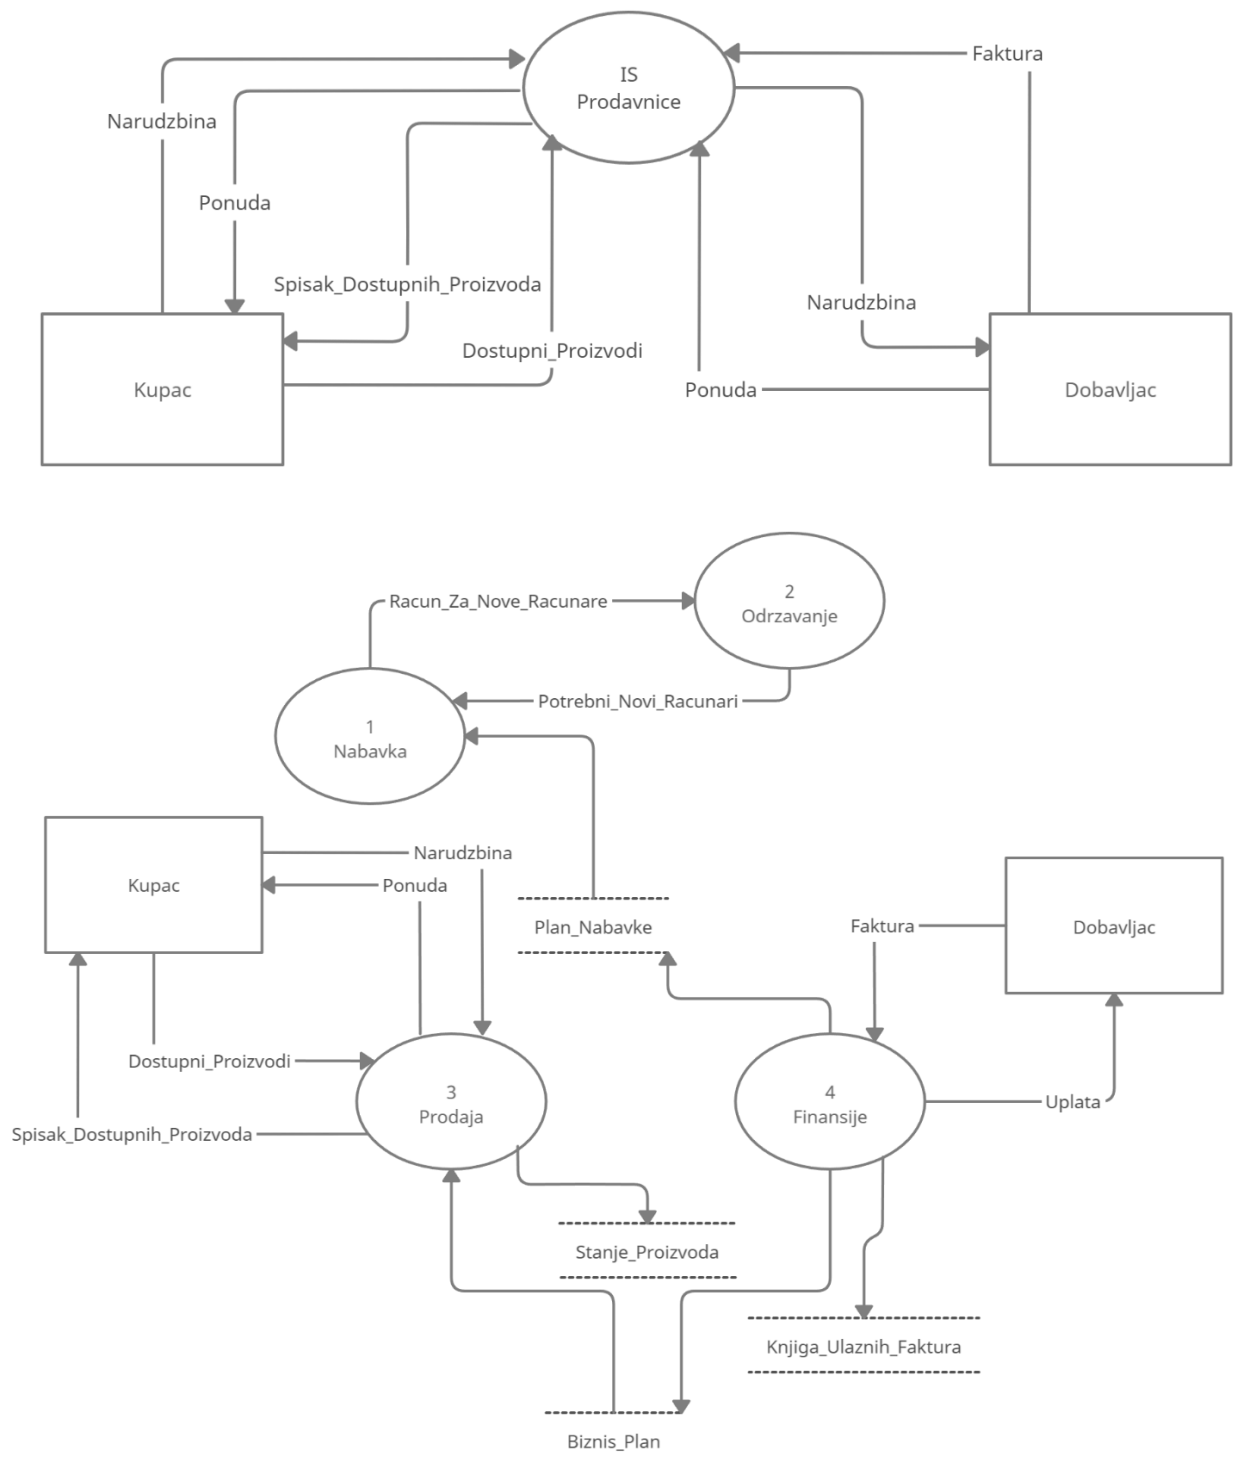 IS
Prodavnice
Faktura
Narudzbina
Ponuda
Spisak_Dostupnih_Proizvoda
Narudzbina
Dostupni_Proizvodi
Kupac
Ponuda
Dobavljac
2
Odrzavanje
Racun_Za_Nove_Racunare
Potrebni_Novi_Racunari
1
Nabavka
Narudzbina
Kupac
Ponuda
Plan_Nabavke
Faktura
Dobavljac
Dostupni_Proizvodi
3
Prodaja
4
Finansije
Uplata
Spisak_Dostupnih_Proizvoda
Stanje_Proizvoda
Knjiga_Ulaznih_Faktura
Biznis_Plan